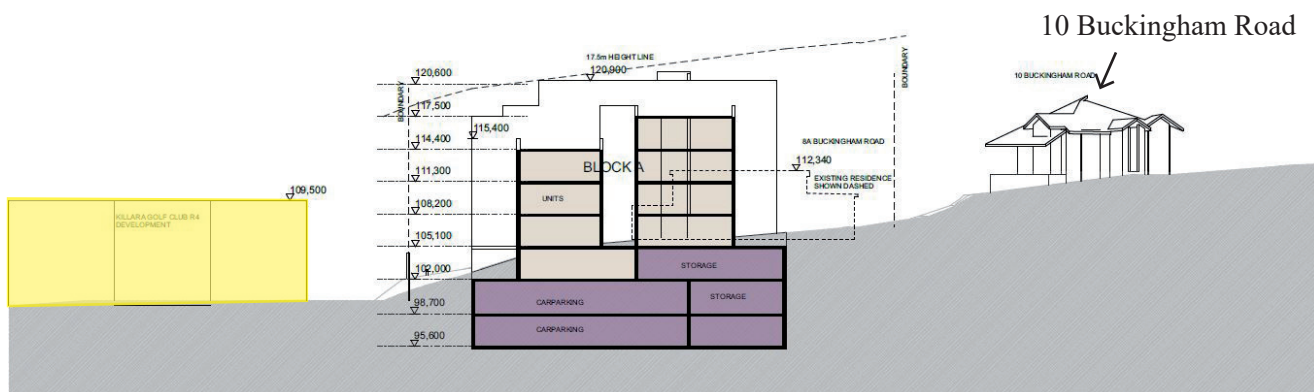 10 Buckingham Road
17.5m HEIGHT LINE
120,900
120,600
BOUNDARY
BOUNDARY
10 BUCKINGHAM ROAD
117,500
115,400
8A BUCKINGHAM ROAD
114,400
112,340
BLOCK A
111,300
EXISTING RESIDENCE
SHOWN DASHED
109,500
UNITS
108,200
KILLARA GOLF CLUB R4
DEVELOPMENT
105,100
102,000
STORAGE
STORAGE
CARPARKING
98,700
CARPARKING
95,600